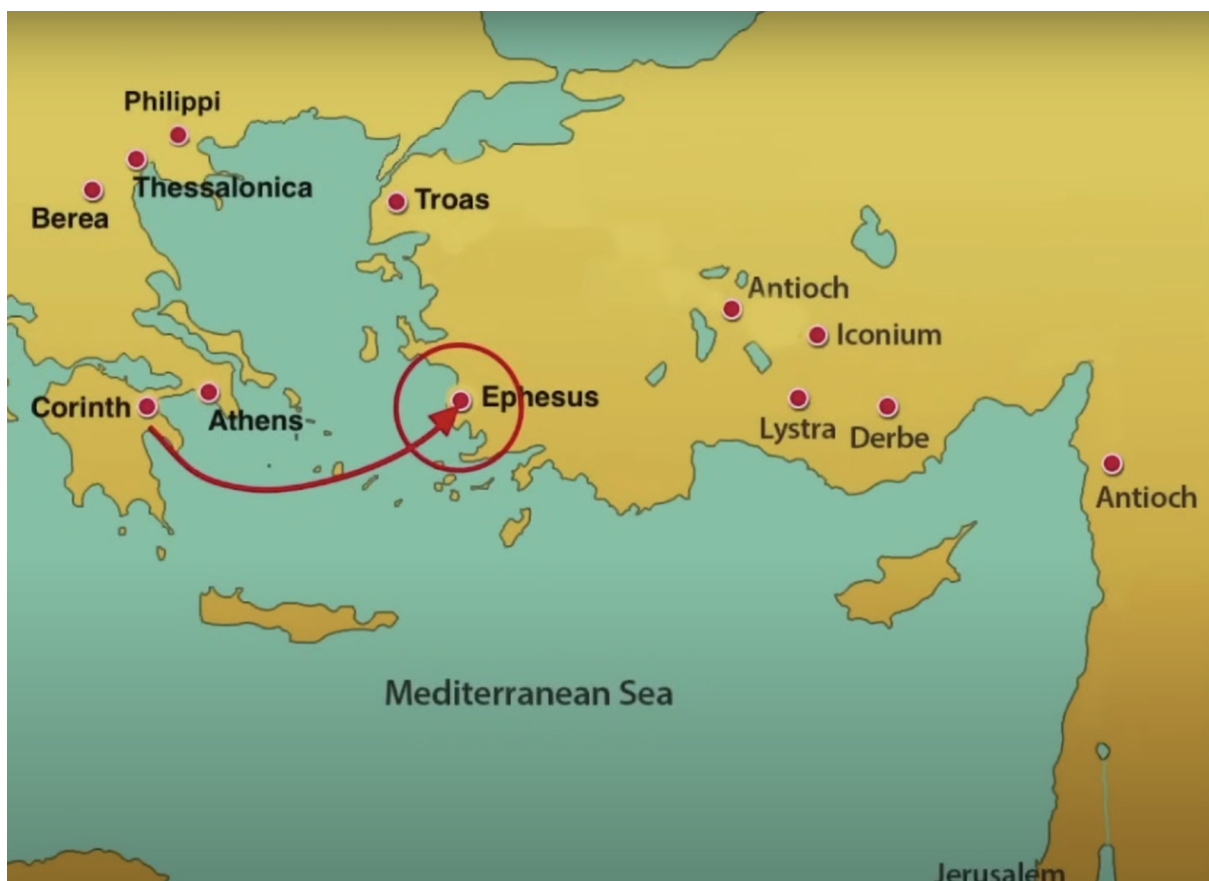 Philippi
Thessalonica
Berea
Troas
Antioch
Iconium
Corinth
Athens
Ephesus
Lystra
Derbe
Antioch
Mediterranean Sea
Jerusalem